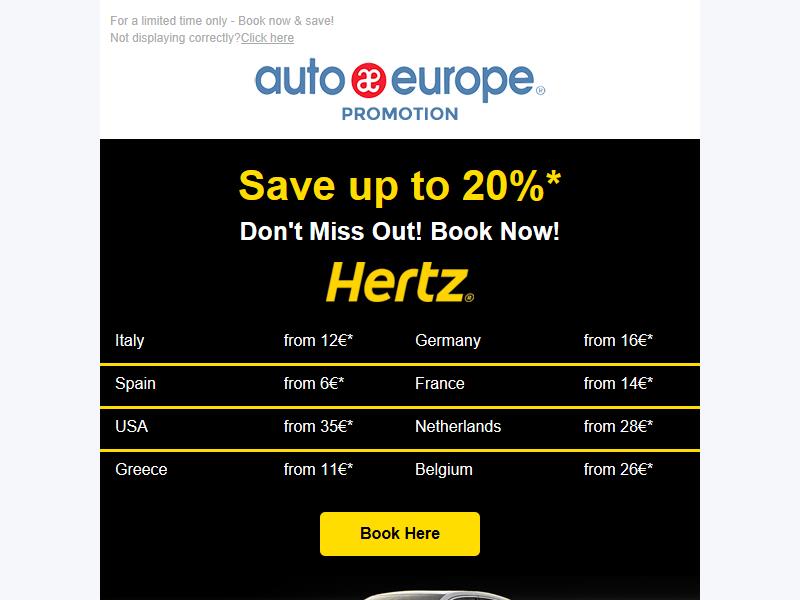 For a limited time only - Book now & save!
Not displaying correctly?Click here
auto æ europe®
PROMOTION
Save up to 20%*
Don't Miss Out! Book Now!
Hertz®
Italy from 12€* Germany from 16€*
Spain from 6€* France from 14€*
USA from 35€* Netherlands from 28€*
Greece from 11€* Belgium from 26€*
Book Here